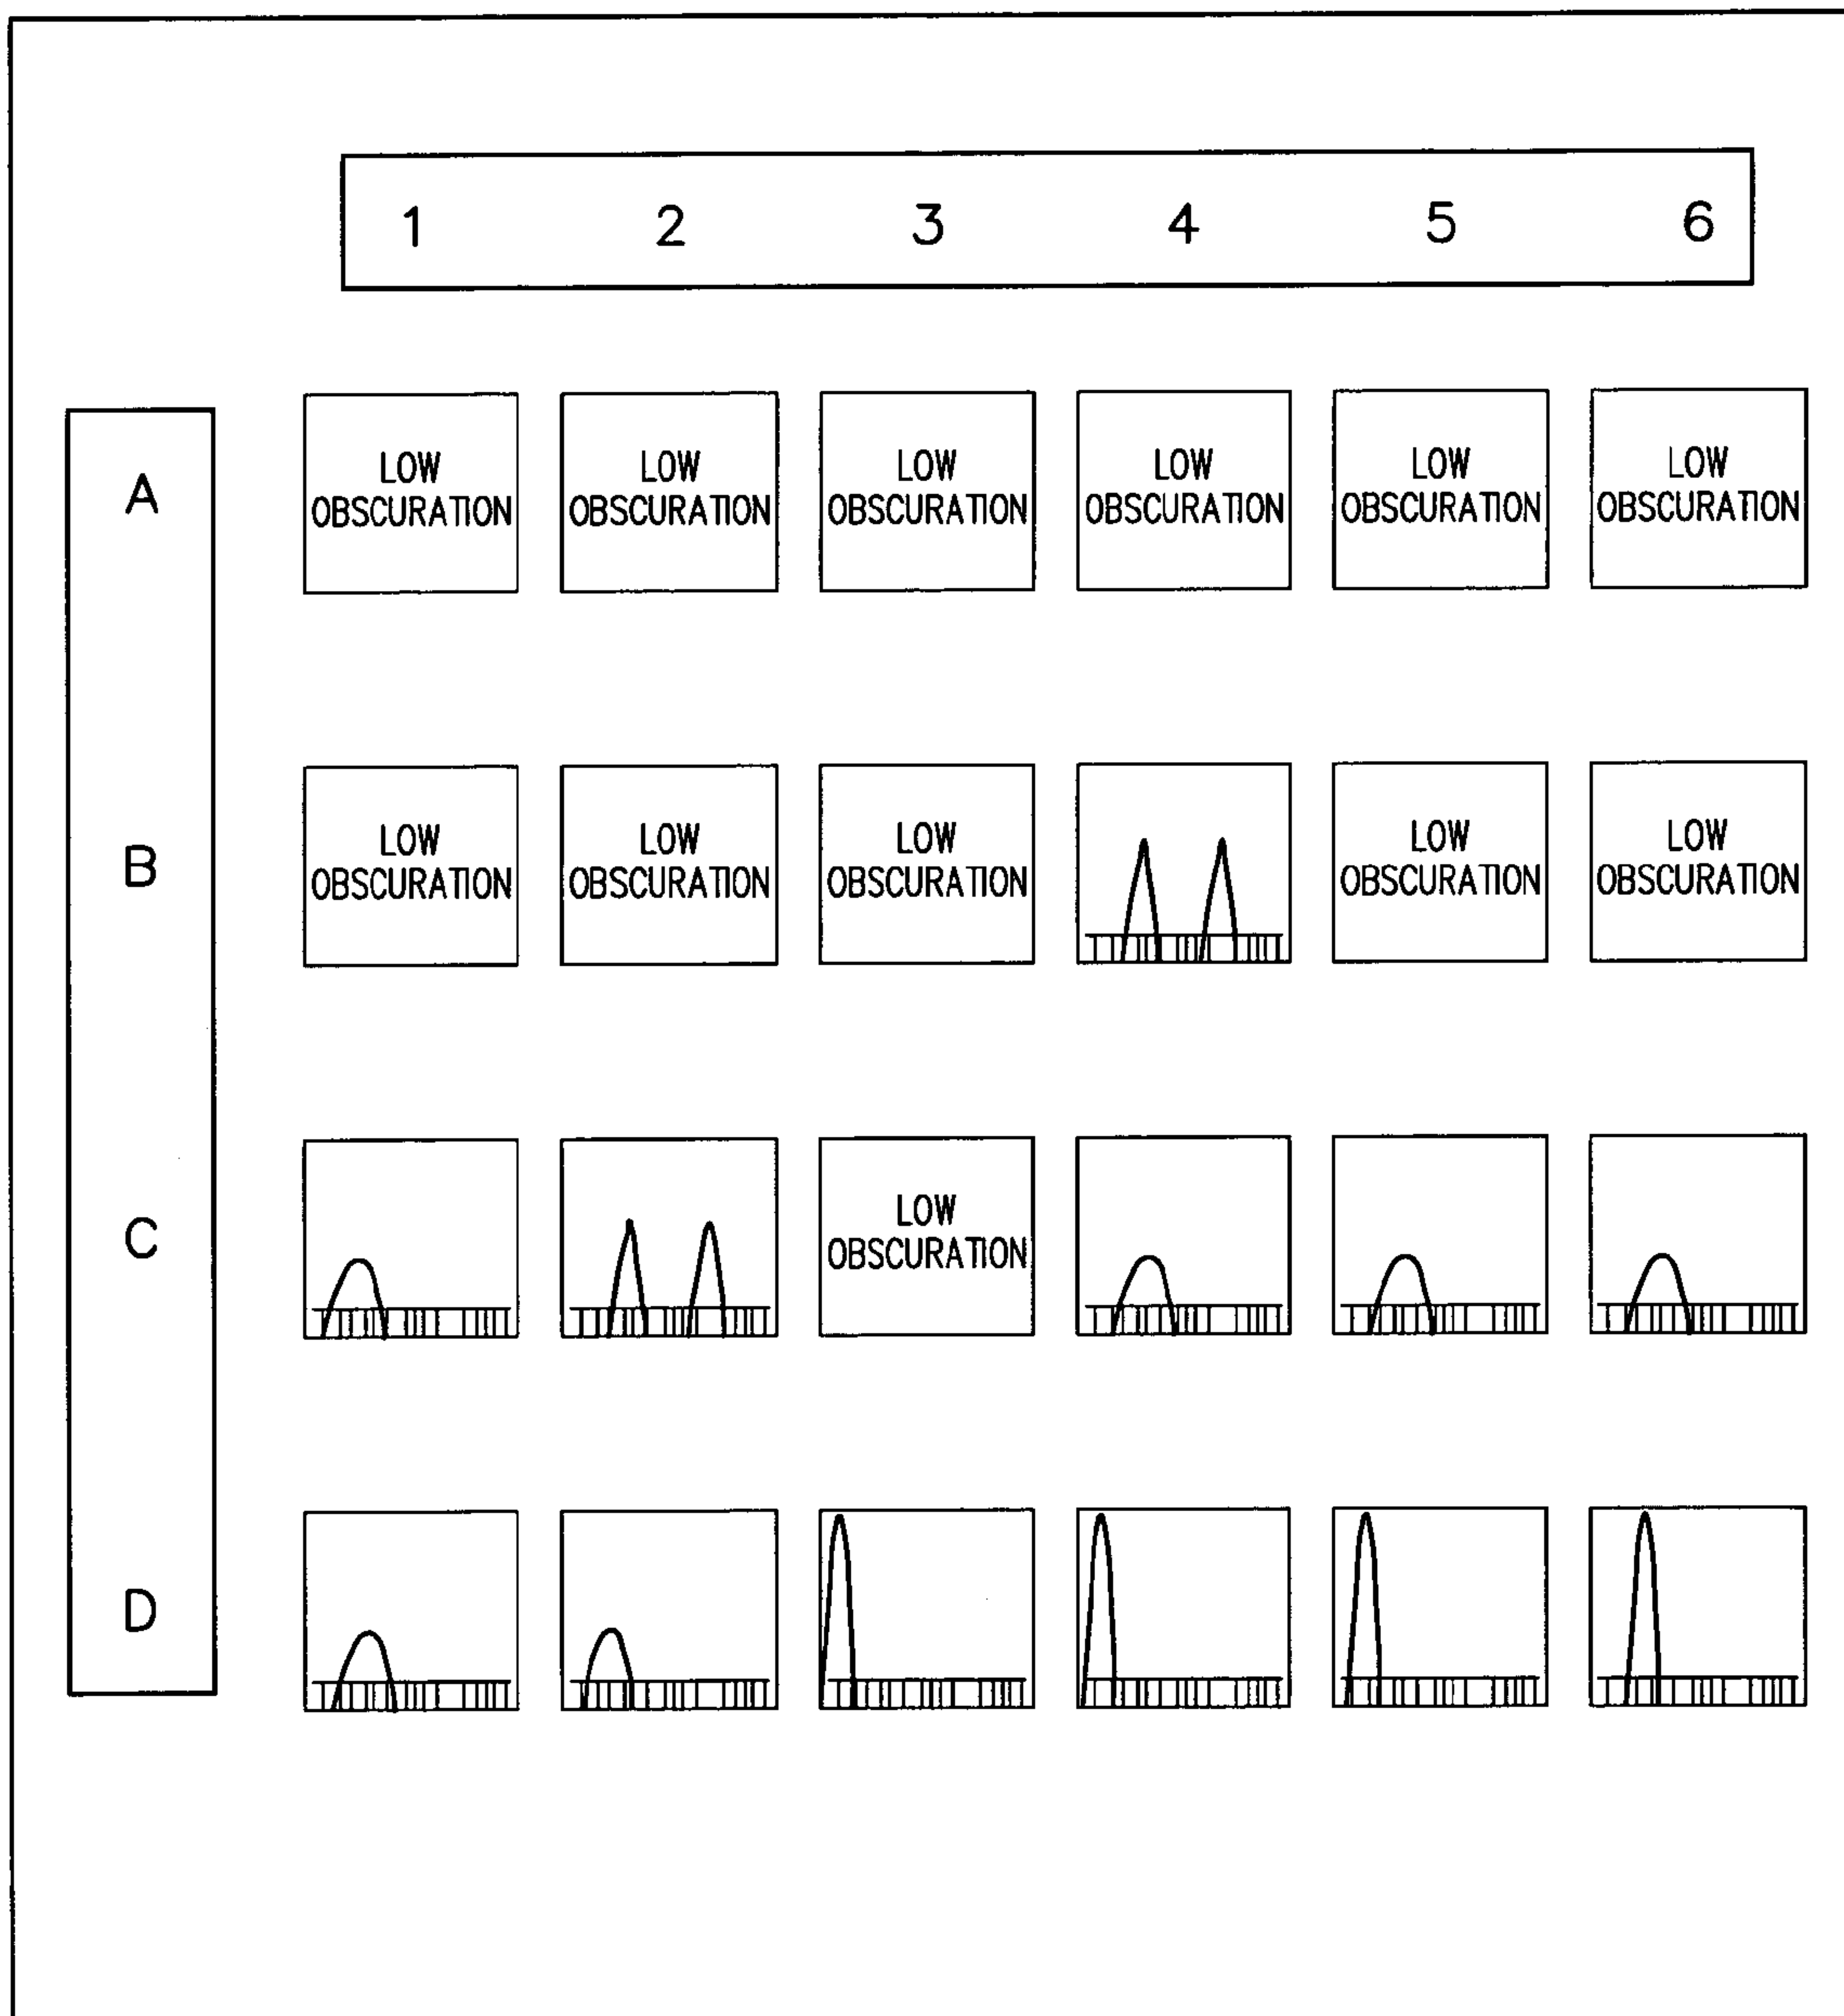 1 2 3 4 5 6
A
LOW LOW LOW LOW LOW LOW
OBSCURATION OBSCURATION OBSCURATION OBSCURATION OBSCURATION OBSCURATION
B
LOW LOW LOW LOW LOW
OBSCURATION OBSCURATION OBSCURATION OBSCURATION OBSCURATION
C
LOW
OBSCURATION
D